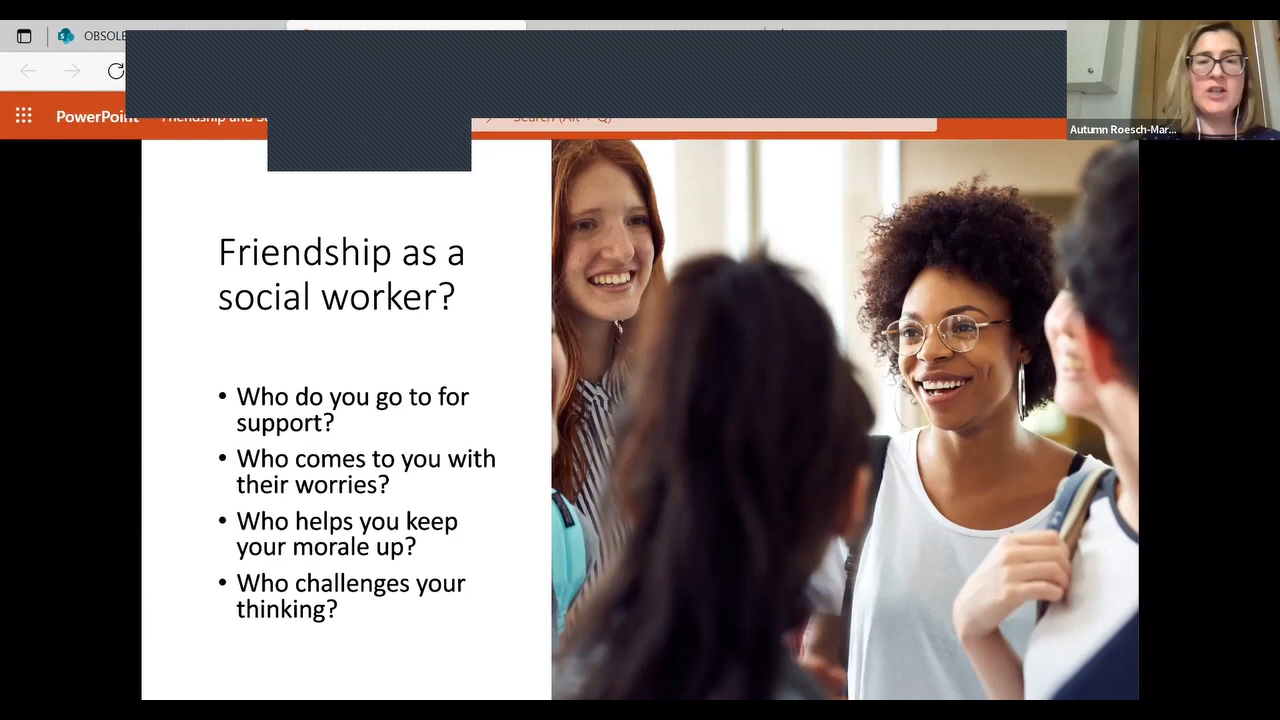 OBSOLE
PowerPoint Friendship and Se Search (Alt + Q)
Autumn Roesch-Mar...
Friendship as a
social worker?
• Who do you go to for
support?
• Who comes to you with
their worries?
• Who helps you keep
your morale up?
• Who challenges your
thinking?